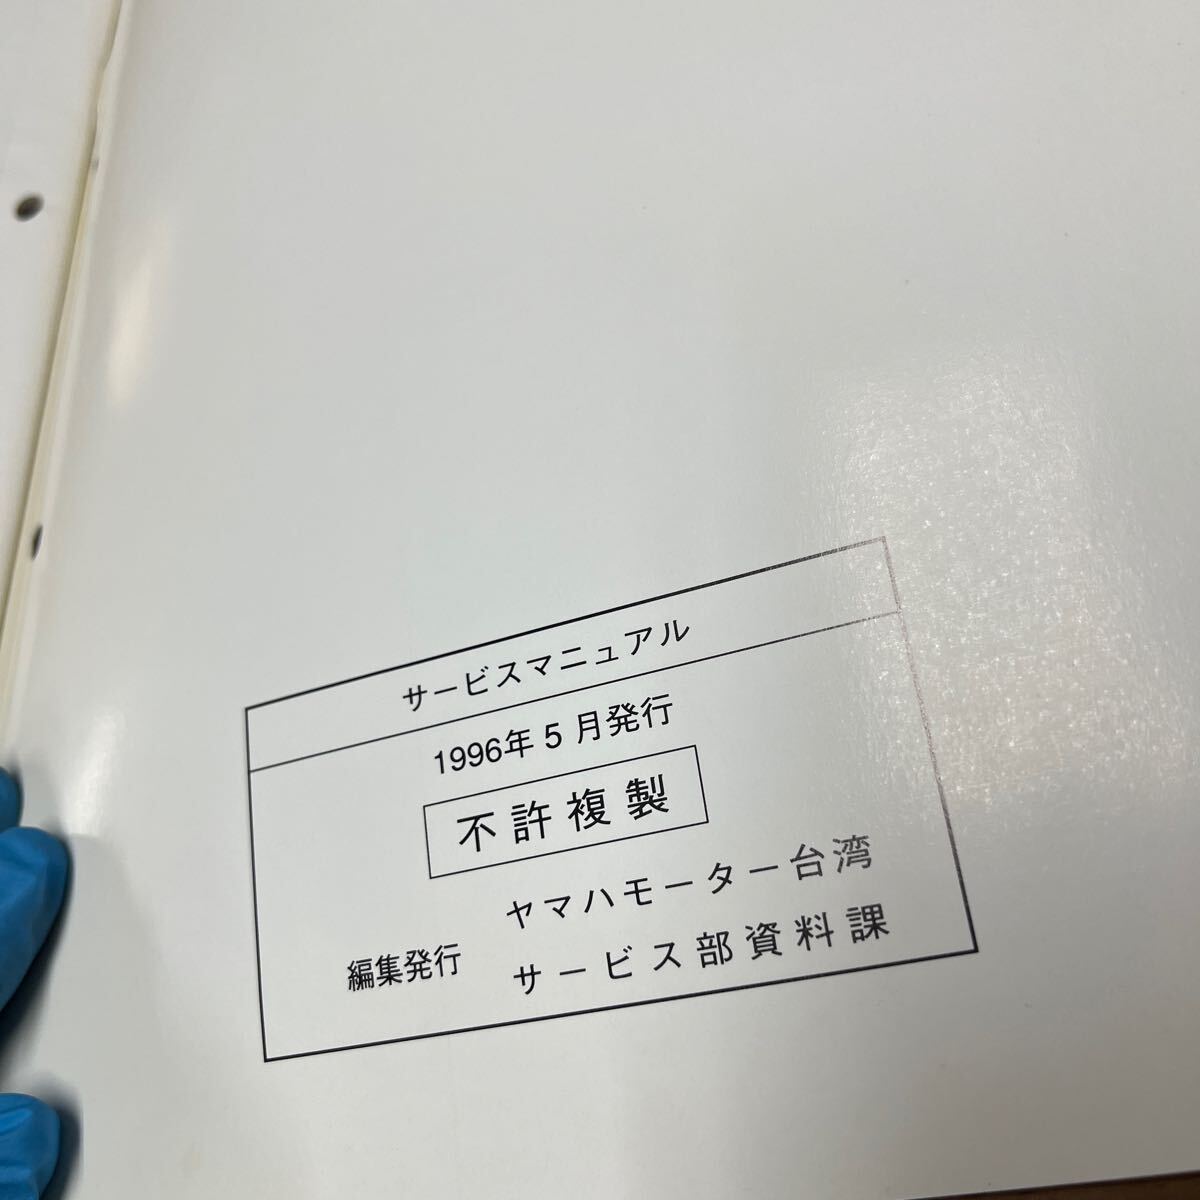 サービスマニュアル
1996年5月発行
不許複製
編集発行
ヤマハモーター台湾
サービス部資料課